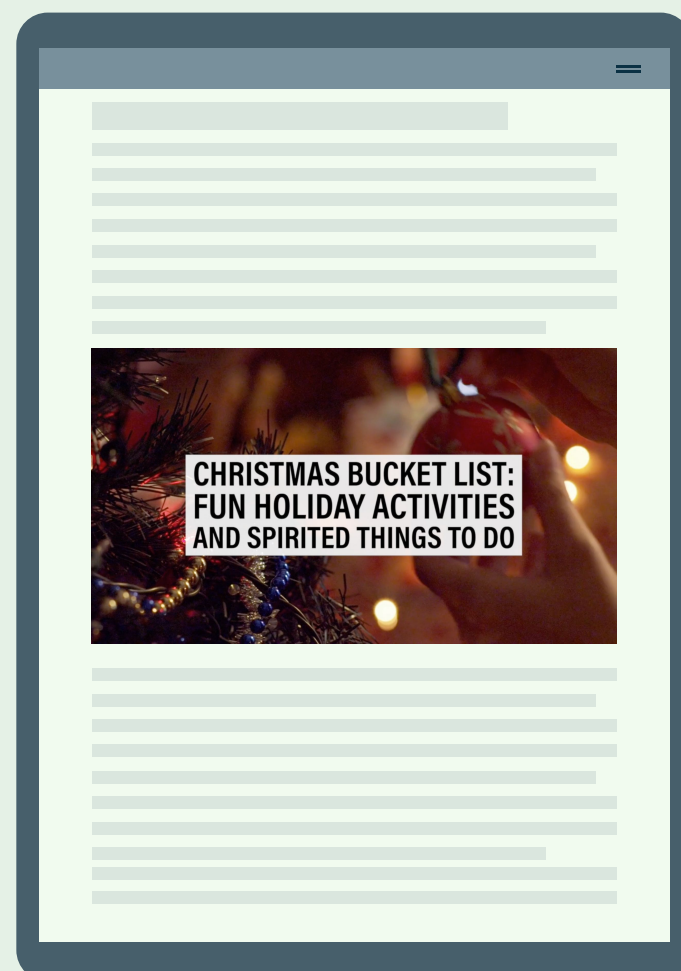 CHRISTMAS BUCKET LIST:
FUN HOLIDAY ACTIVITIES
AND SPIRITED THINGS TO DO